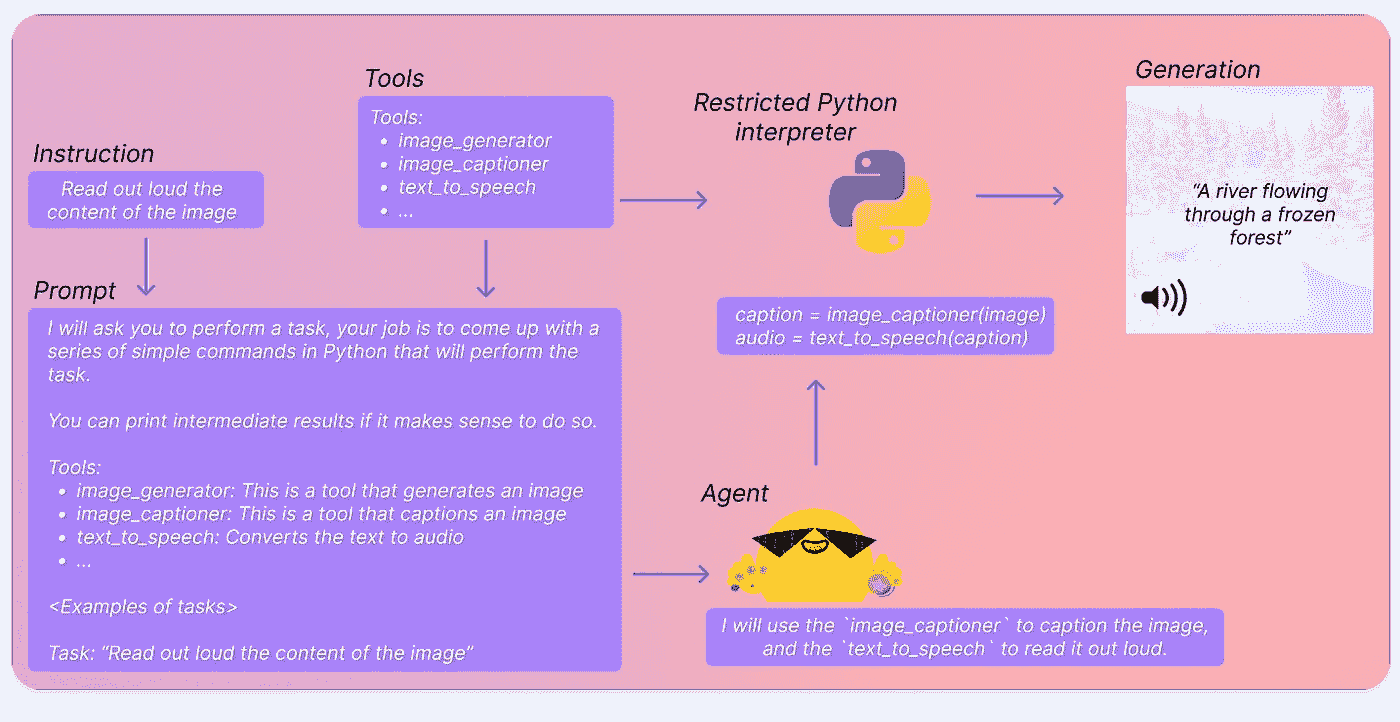 Instruction
Read out loud the
content of the image
Tools
Tools:
• image_generator
• image_captioner
• text_to_speech
• ...
Prompt
I will ask you to perform a task, your job is to come up with a
series of simple commands in Python that will perform the
task.
You can print intermediate results if it makes sense to do so.
Tools:
• image_generator: This is a tool that generates an image
• image_captioner: This is a tool that captions an image
• text_to_speech: Converts the text to audio
• ...
<Examples of tasks>
Task: “Read out loud the content of the image”
Restricted Python
interpreter
caption = image_captioner(image)
audio = text_to_speech(caption)
Agent
I will use the `image_captioner` to caption the image,
and the `text_to_speech` to read it out loud.
Generation
“A river flowing
through a frozen
forest”